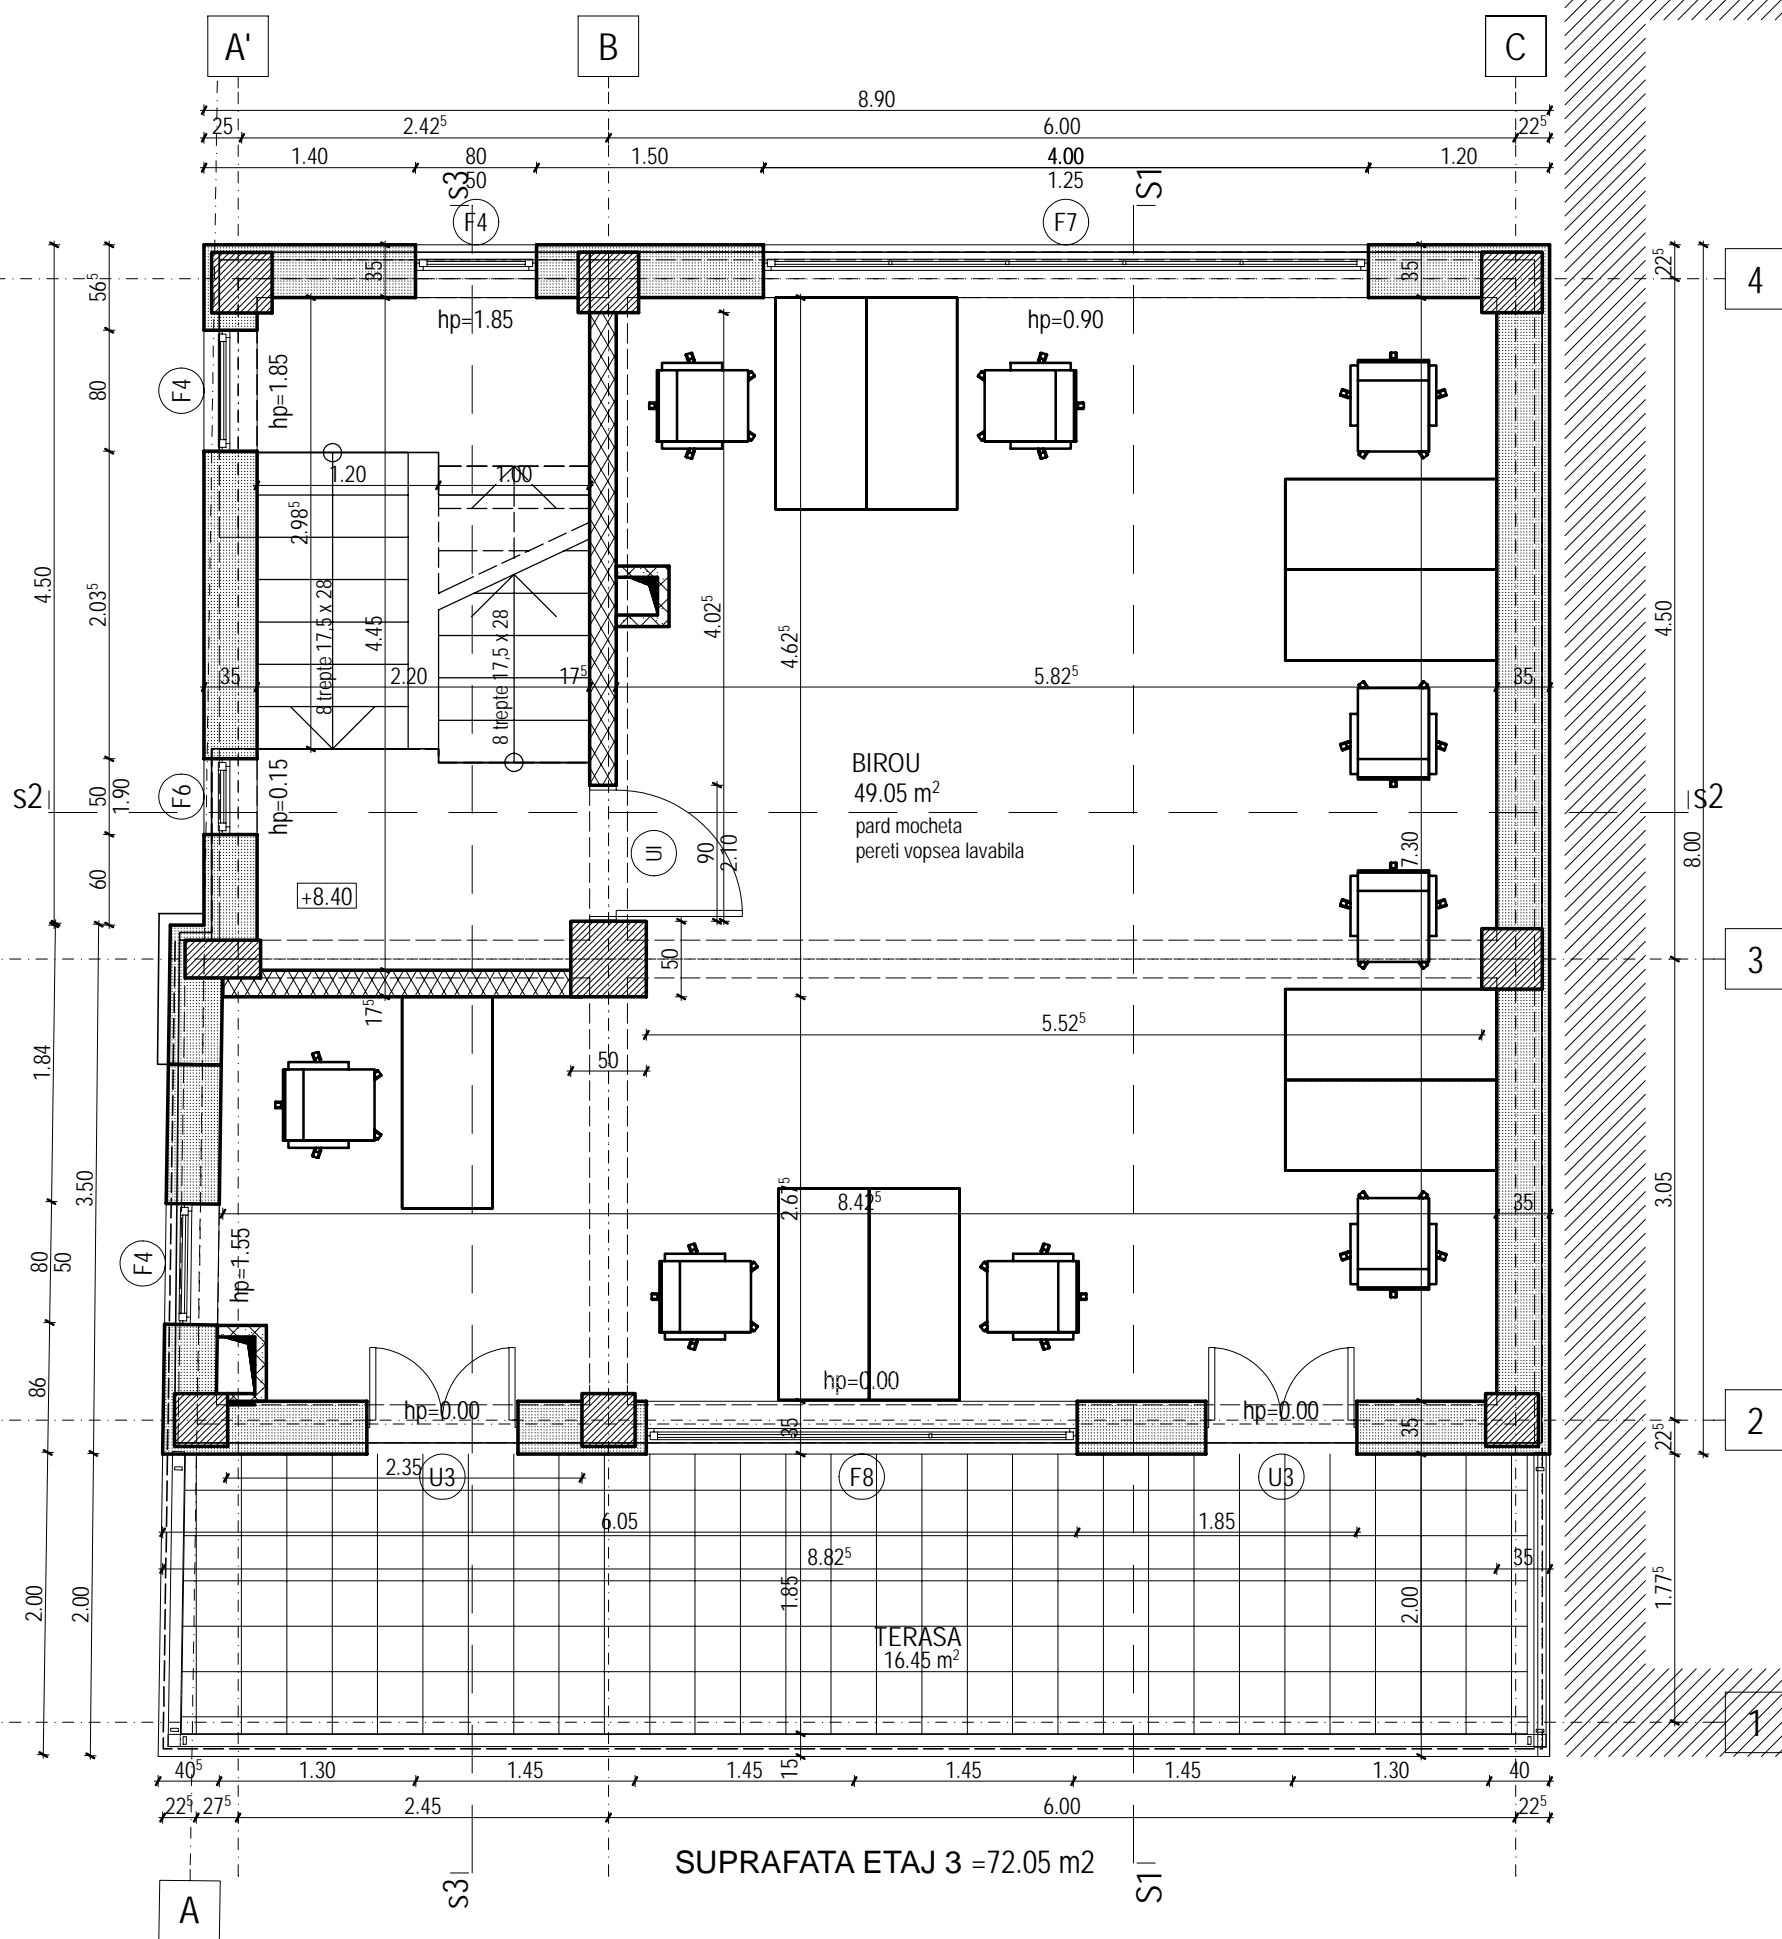 A'
B
C
8.90
25
2.42⁵
6.00
22⁵
1.40
80
1.50
4.00
1.20
50
1.25
s3
S1
F4
F7
35
35
22⁵
4
56⁵
hp=1.85
hp=0.90
80
F4
hp=1.85
1.20
1.00
2.98⁵
4.50
2.03⁵
8 trepte 17,5 x 28
4.45
8 trepte 17,5 x 28
4.02⁵
4.62⁵
4.50
35
2.20
17⁵
5.82⁵
35
BIROU
49.05 m²
pard mocheta
pereti vopsea lavabila
s2
50
1.90
F6
hp=0.15
s2
UI
90
2.10
7.30
8.00
60
+8.40
50
3
17⁵
5.52⁵
1.84
50
3.50
2.67⁵
8.42⁵
35
3.05
80
50
F4
hp=1.55
86
hp=0.00
hp=0.00
hp=0.00
35
35
22⁵
2
2.35
U3
F8
U3
6.05
1.85
8.82⁵
35
2.00
2.00
1.85
2.00
1.77⁵
TERASA
16.45 m²
1
40⁵
1.30
1.45
1.45
15
1.45
1.45
1.30
40
22⁵
27⁵
2.45
6.00
22⁵
SUPRAFATA ETAJ 3 =72.05 m2
s3
S1
A